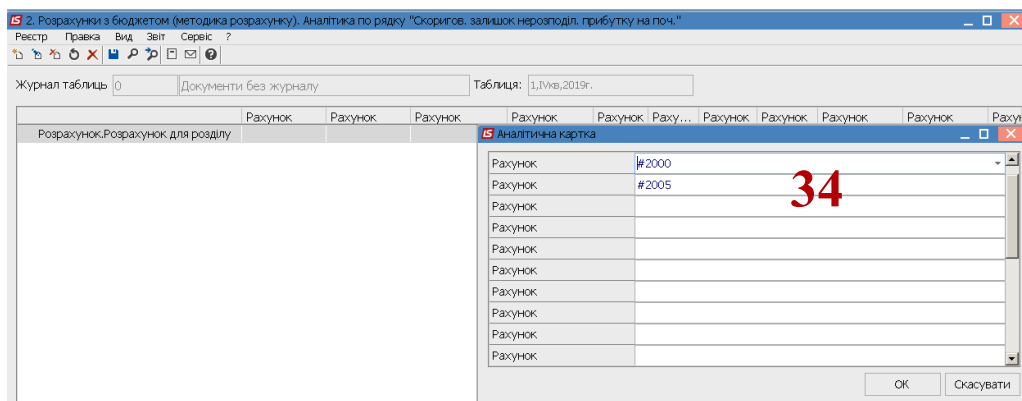 2. Розрахунки з бюджетом (методика розрахунку). Аналітика по рядку "Скоригов. залишок нерозподіл. прибутку на поч."
Реєстр Правка Вид Звіт Сервіс ?
Журнал таблиць 0 Документи без журналу Таблиця: 1,IVкв,2019г.
Рахунок Рахунок Рахунок Рахунок Рахунок Раху... Рахунок Рахунок Рахунок Рахунок Рахун
Розрахунок.Розрахунок для розділу
Аналітична картка
Рахунок #2000
Рахунок #2005
34
Рахунок
Рахунок
Рахунок
Рахунок
Рахунок
Рахунок
Рахунок
Рахунок
ОК Скасувати